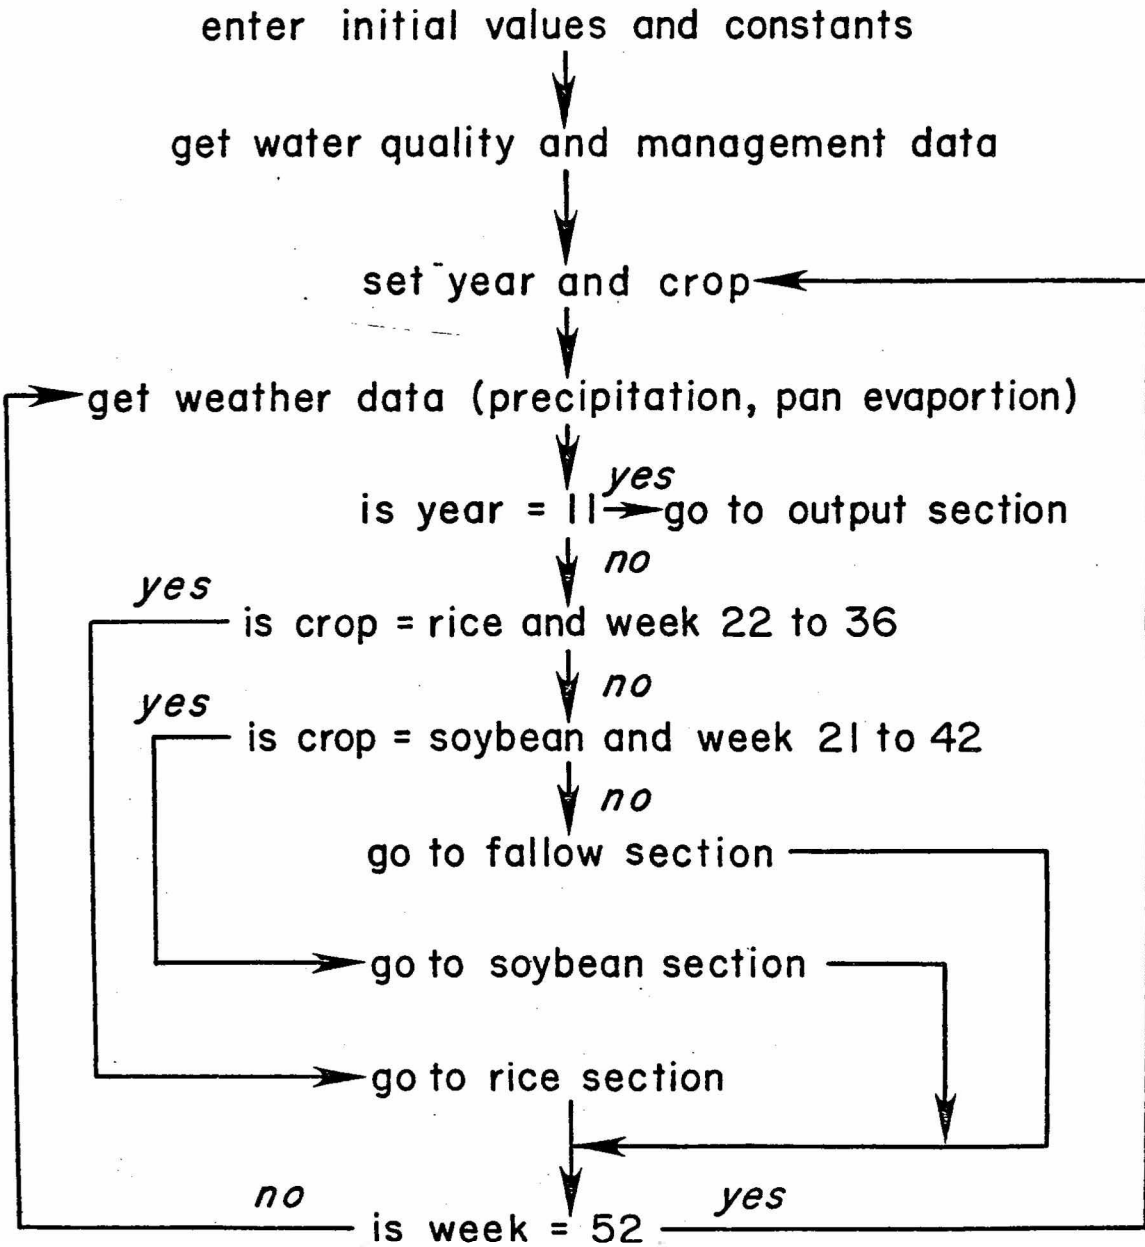 enter initial values and constants
get water quality and management data
set year and crop
get weather data (precipitation, pan evaportion)
yes
is year = 11 go to output section
no
yes
is crop = rice and week 22 to 36
no
yes
is crop = soybean and week 21 to 42
no
go to fallow section
go to soybean section
go to rice section
no
yes
is week = 52